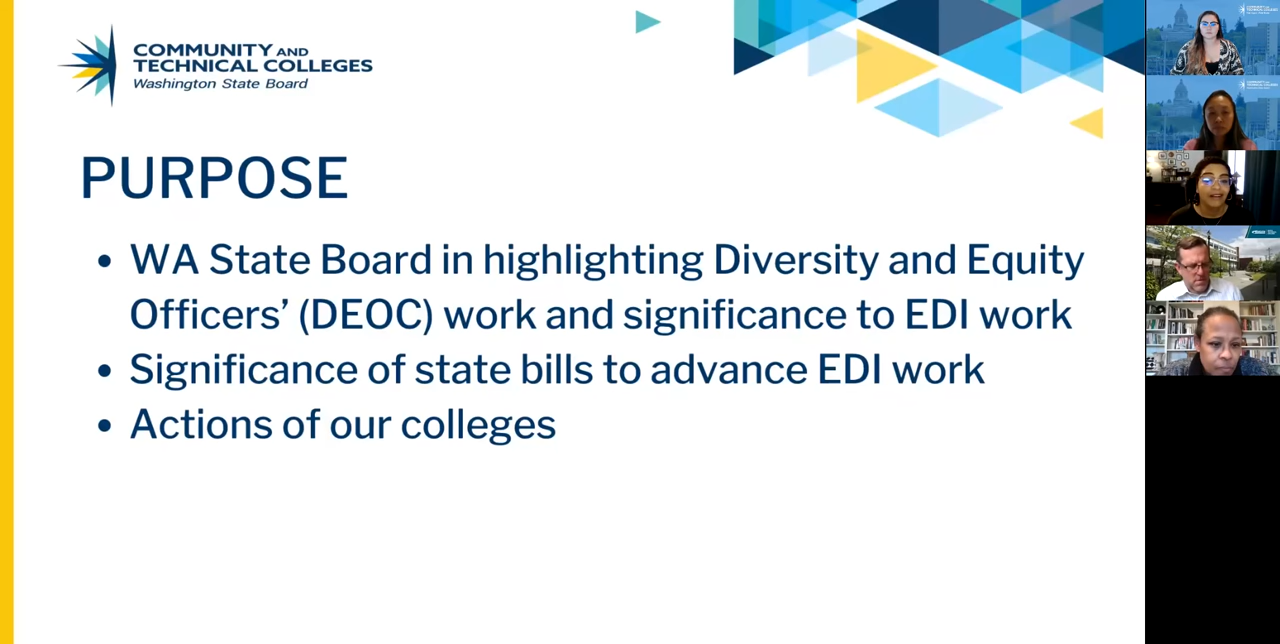 COMMUNITY AND
TECHNICAL COLLEGES
Washington State Board
PURPOSE
• WA State Board in highlighting Diversity and Equity
Officers’ (DEOC) work and significance to EDI work
• Significance of state bills to advance EDI work
• Actions of our colleges